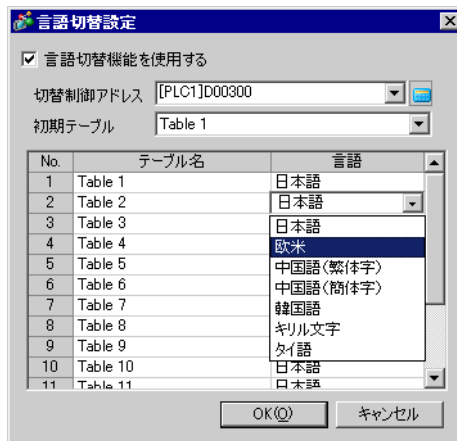 言語切替設定
言語切替機能を使用する
切替制御アドレス [PLC1]D00300
初期テーブル Table 1
No. テーブル名 言語
1 Table 1 日本語
2 Table 2 日本語
3 Table 3 日本語
4 Table 4 欧米
5 Table 5 中国語(繁体字)
6 Table 6 中国語(簡体字)
7 Table 7 韓国語
8 Table 8 キリル文字
9 Table 9 タイ語
10 Table 10 日本語
11 Table 11 日本語
OK(O) キャンセル